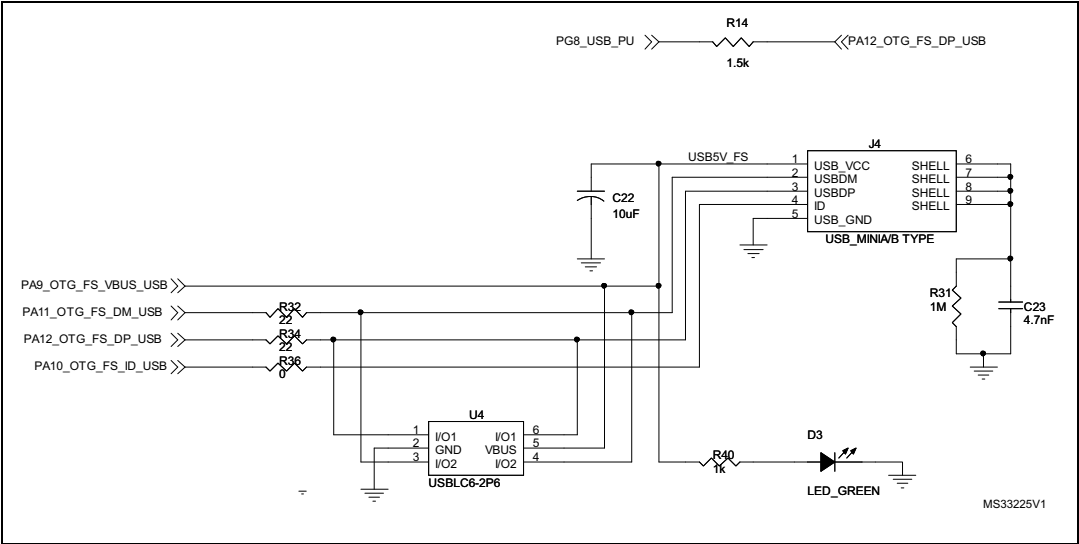 R14
PG8_USB_PU
PA12_OTG_FS_DP_USB
1.5k
J4
USB5V_FS
1 USB_VCC SHELL 6
2 USBDM SHELL 7
3 USBDP SHELL 8
4 ID SHELL 9
5 USB_GND
USB_MINIA/B TYPE
C22
10uF
R31
1M
C23
4.7nF
PA9_OTG_FS_VBUS_USB
PA11_OTG_FS_DM_USB
R32
22
PA12_OTG_FS_DP_USB
R34
22
PA10_OTG_FS_ID_USB
R36
0
U4
1 I/O1 I/O1 6
2 GND VBUS 5
3 I/O2 I/O2 4
USBLC6-2P6
R40
1k
D3
LED_GREEN
MS33225V1